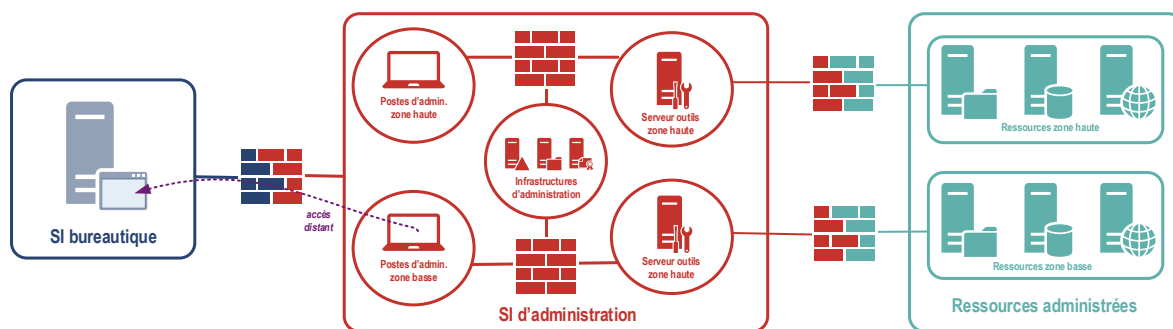 SI bureautique
accès
distant
Postes d'admin.
zone haute
Serveur outils
zone haute
Infrastructures
d'administration
Postes d'admin.
zone basse
Serveur outils
zone haute
SI d'administration
Ressources zone haute
Ressources zone basse
Ressources administrées